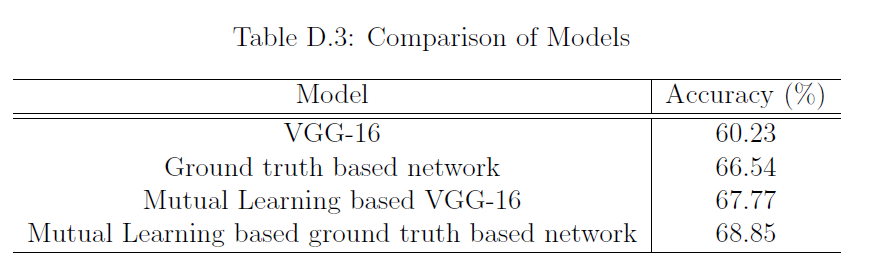 Table D.3: Comparison of Models
Model Accuracy (%)
VGG-16 60.23
Ground truth based network 66.54
Mutual Learning based VGG-16 67.77
Mutual Learning based ground truth based network 68.85